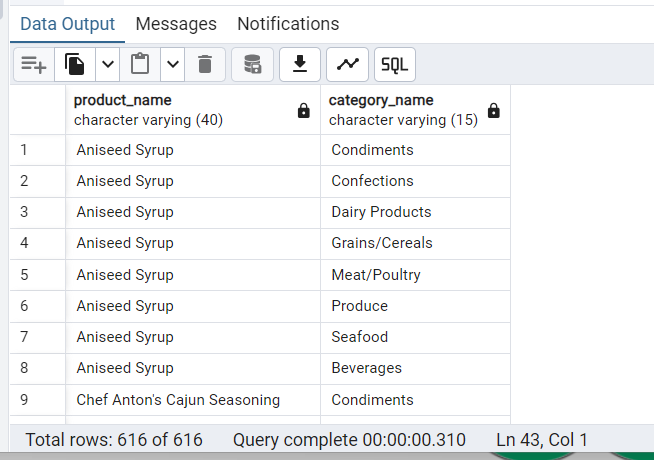 Data Output Messages Notifications
SQL
product_name category_name
character varying (40) character varying (15)
1 Aniseed Syrup Condiments
2 Aniseed Syrup Confections
3 Aniseed Syrup Dairy Products
4 Aniseed Syrup Grains/Cereals
5 Aniseed Syrup Meat/Poultry
6 Aniseed Syrup Produce
7 Aniseed Syrup Seafood
8 Aniseed Syrup Beverages
9 Chef Anton's Cajun Seasoning Condiments
Total rows: 616 of 616 Query complete 00:00:00.310 Ln 43, Col 1